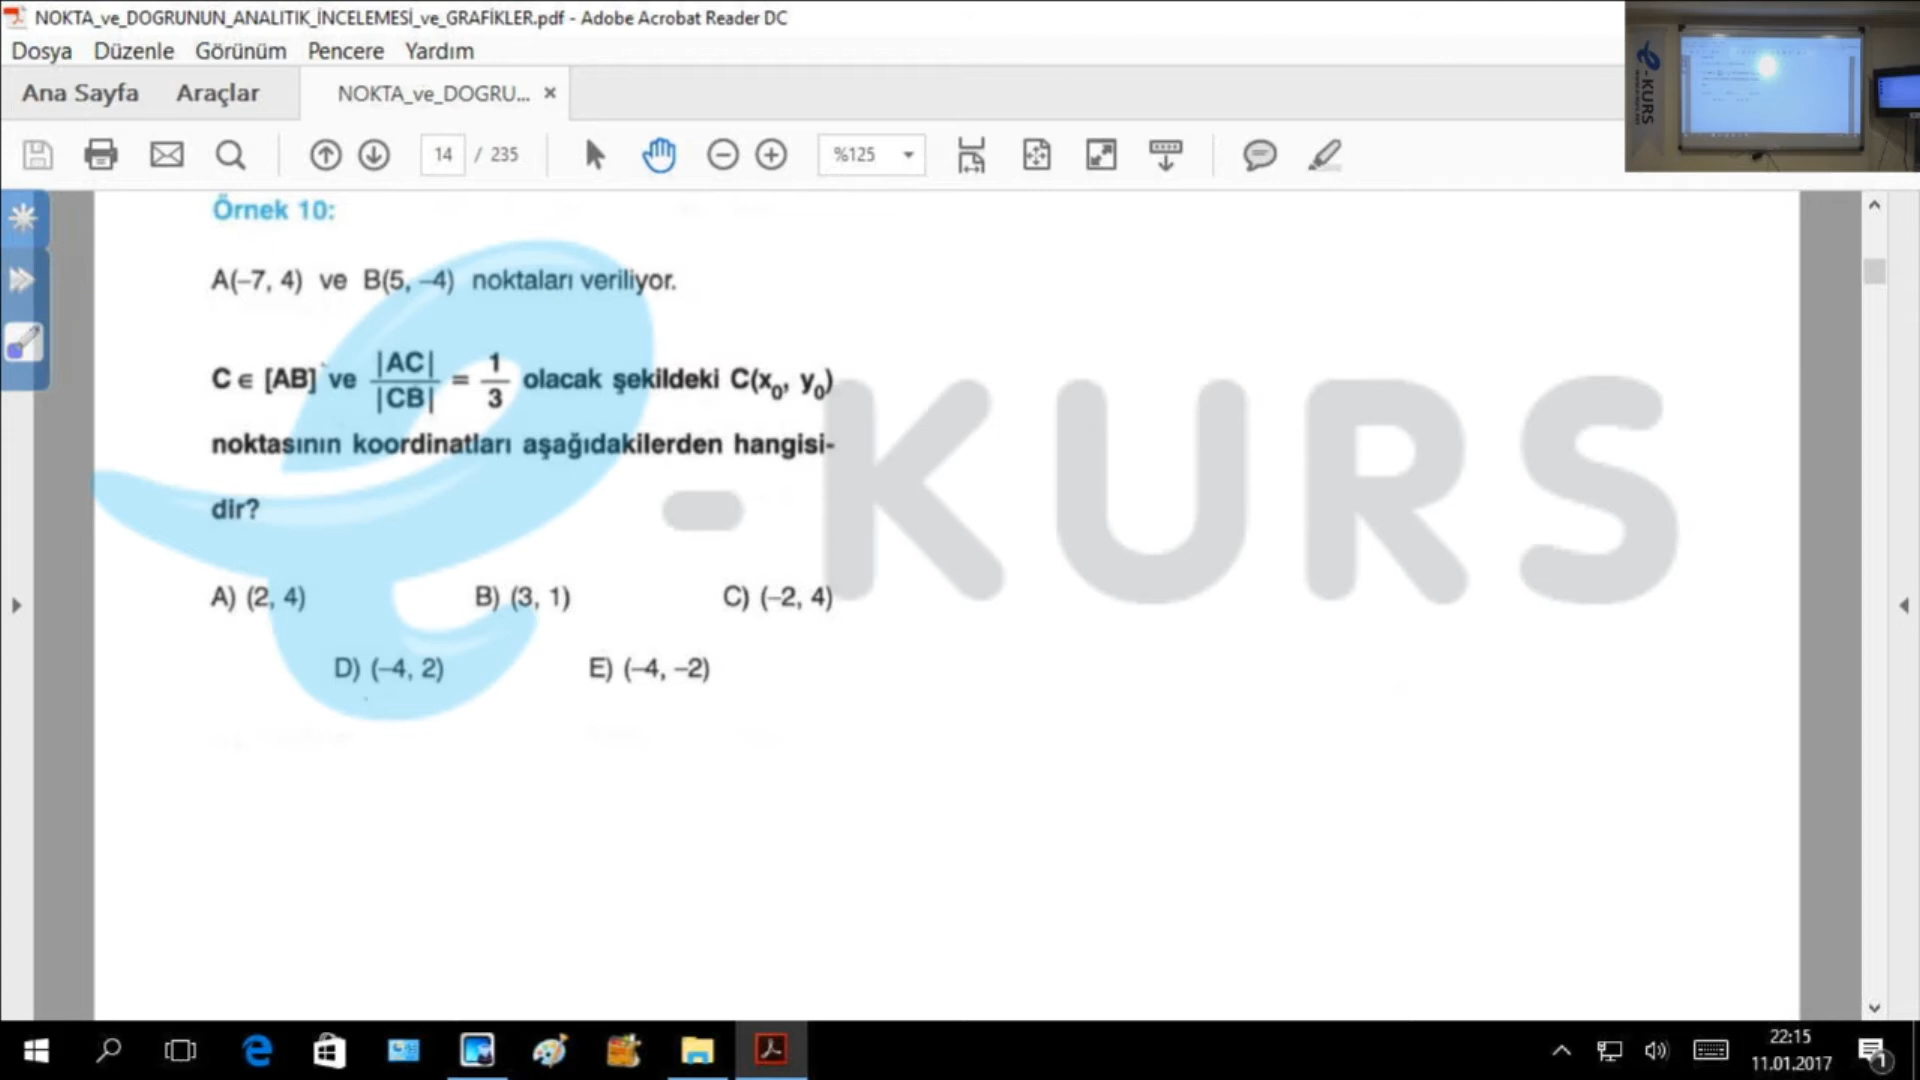 NOKTA_ve_DOGRUNUN_ANALITIK_İNCELEMESİ_ve_GRAFİKLER.pdf - Adobe Acrobat Reader DC
Dosya Düzenle Görünüm Pencere Yardım
Ana Sayfa Araçlar NOKTA_ve_DOGRU... ×
14 / 235 %125
e-KURS
Örnek 10:
A(–7, 4) ve B(5, –4) noktaları veriliyor.
C ∈ [AB] ve |AC| / |CB| = 1/3 olacak şekildeki C(x₀, y₀)
noktasının koordinatları aşağıdakilerden hangisi-
dir?
A) (2, 4) B) (3, 1) C) (–2, 4)
D) (–4, 2) E) (–4, –2)
e-KURS
22:15
11.01.2017
1